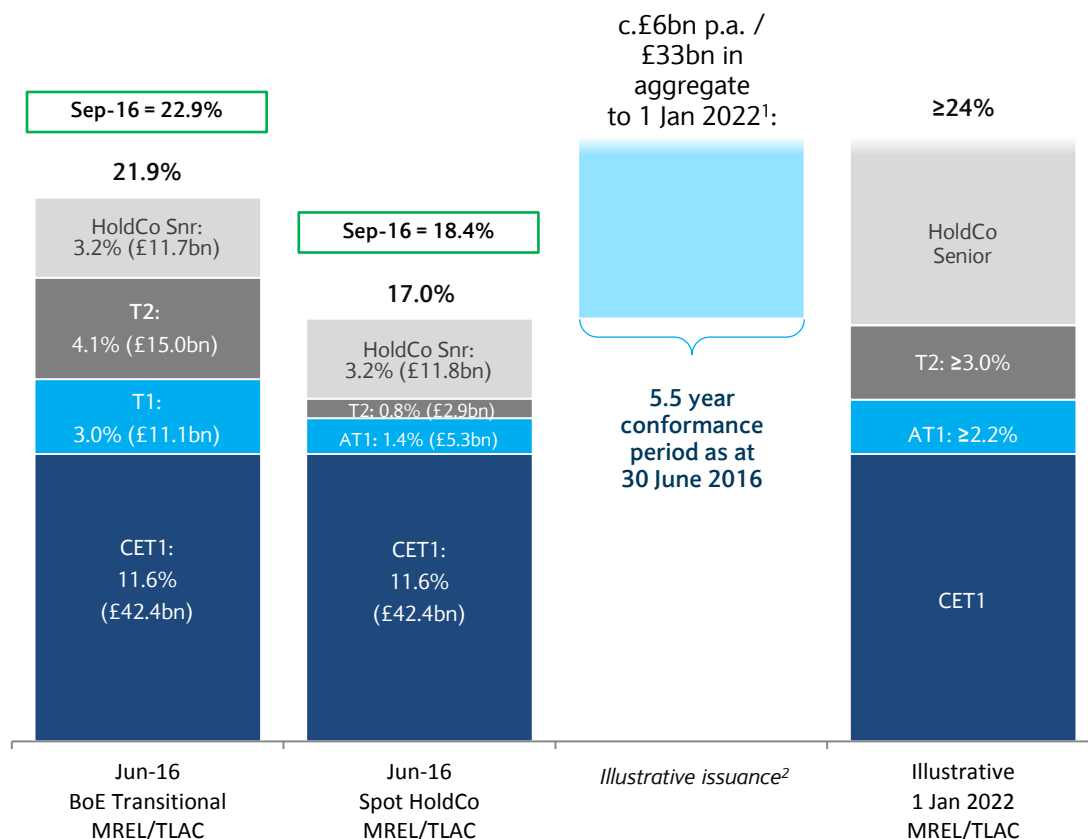 Sep-16 = 22.9%
21.9%
HoldCo Snr:
3.2% (£11.7bn)
T2:
4.1% (£15.0bn)
T1:
3.0% (£11.1bn)
CET1:
11.6%
(£42.4bn)
Jun-16
BoE Transitional
MREL/TLAC
Sep-16 = 18.4%
17.0%
HoldCo Snr:
3.2% (£11.8bn)
T2: 0.8% (£2.9bn)
AT1: 1.4% (£5.3bn)
CET1:
11.6%
(£42.4bn)
Jun-16
Spot HoldCo
MREL/TLAC
c.£6bn p.a. /
£33bn in
aggregate
to 1 Jan 2022¹:
5.5 year
conformance
period as at
30 June 2016
Illustrative issuance²
≥24%
HoldCo
Senior
T2: ≥3.0%
AT1: ≥2.2%
CET1
Illustrative
1 Jan 2022
MREL/TLAC